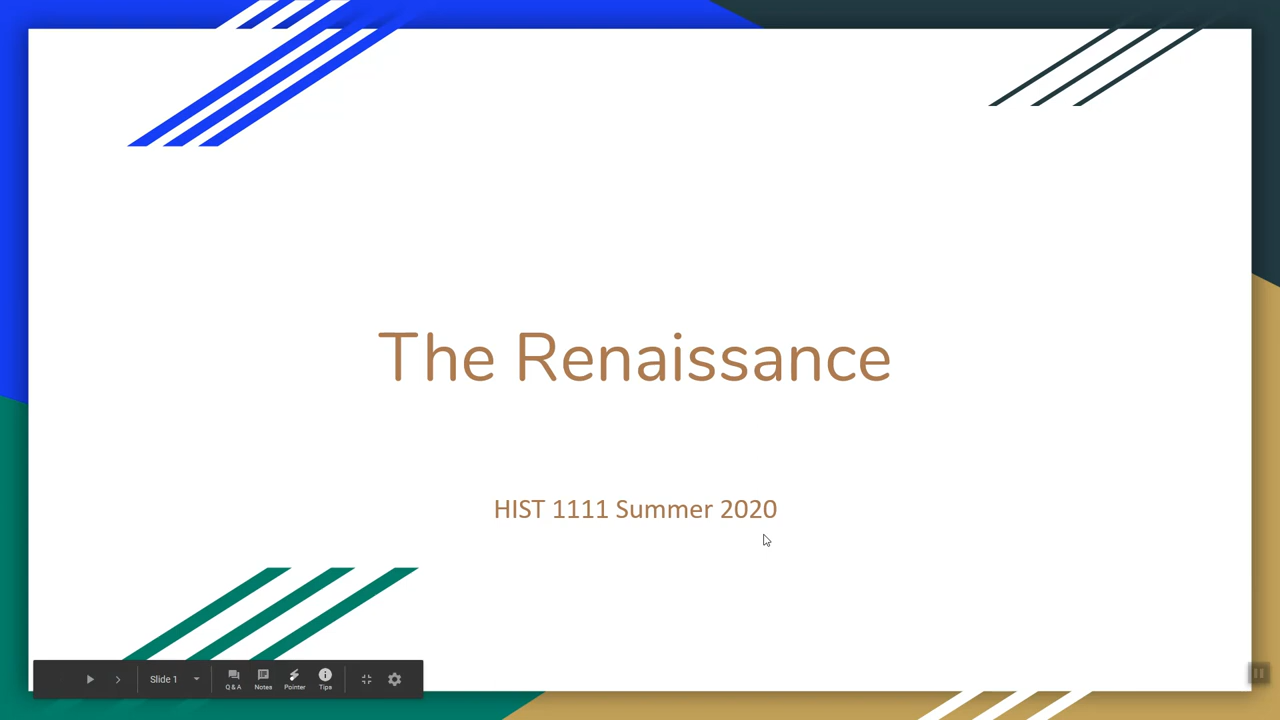 The Renaissance
HIST 1111 Summer 2020
Slide 1
Q & A
Notes
Pointer
Tips